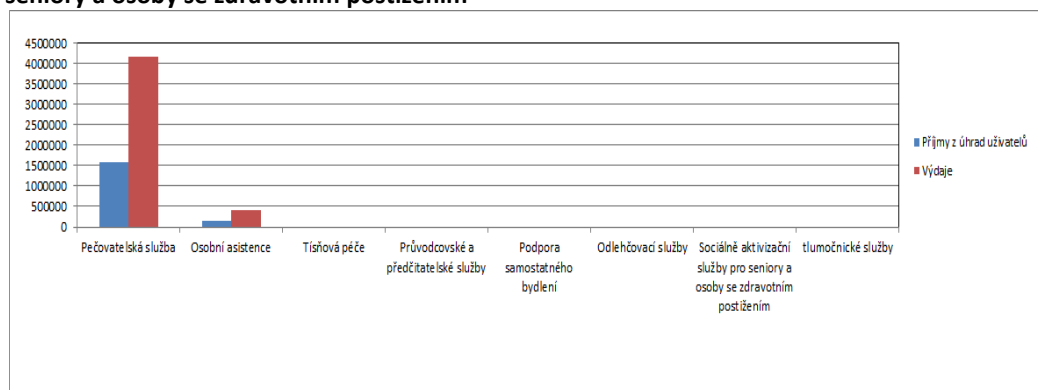 seniory a osoby se zdravotním postižením
4500000
4000000
3500000
3000000
2500000
2000000
1500000
1000000
500000
0
Pečovatelská služba
Osobní asistence
Tísňová péče
Průvodcovské a
předčitatelské služby
Podpora
samostatného
bydlení
Odlehčovací služby
Sociálně aktivizační
služby pro seniory a
osoby se zdravotním
postižením
tlumočnické služby
Příjmy z úhrad uživatelů
Výdaje